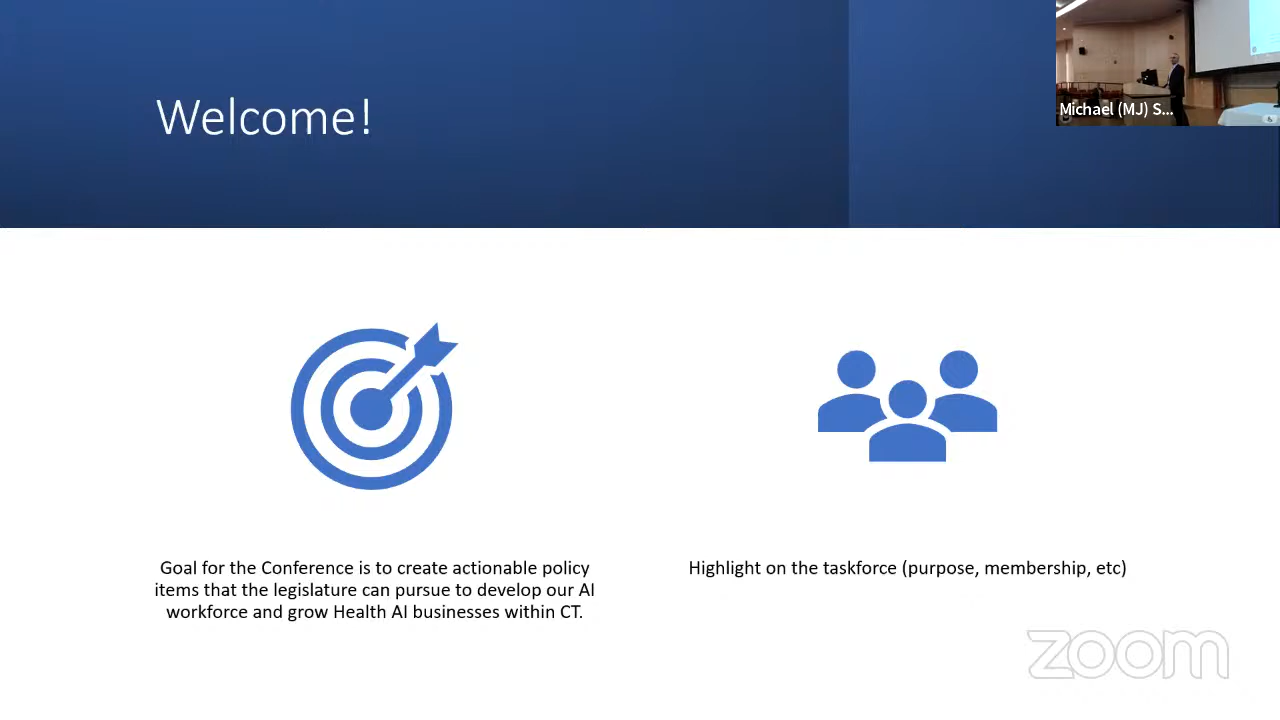 Welcome!
Michael (MJ) S...
Goal for the Conference is to create actionable policy
items that the legislature can pursue to develop our AI
workforce and grow Health AI businesses within CT.
Highlight on the taskforce (purpose, membership, etc)
zoom